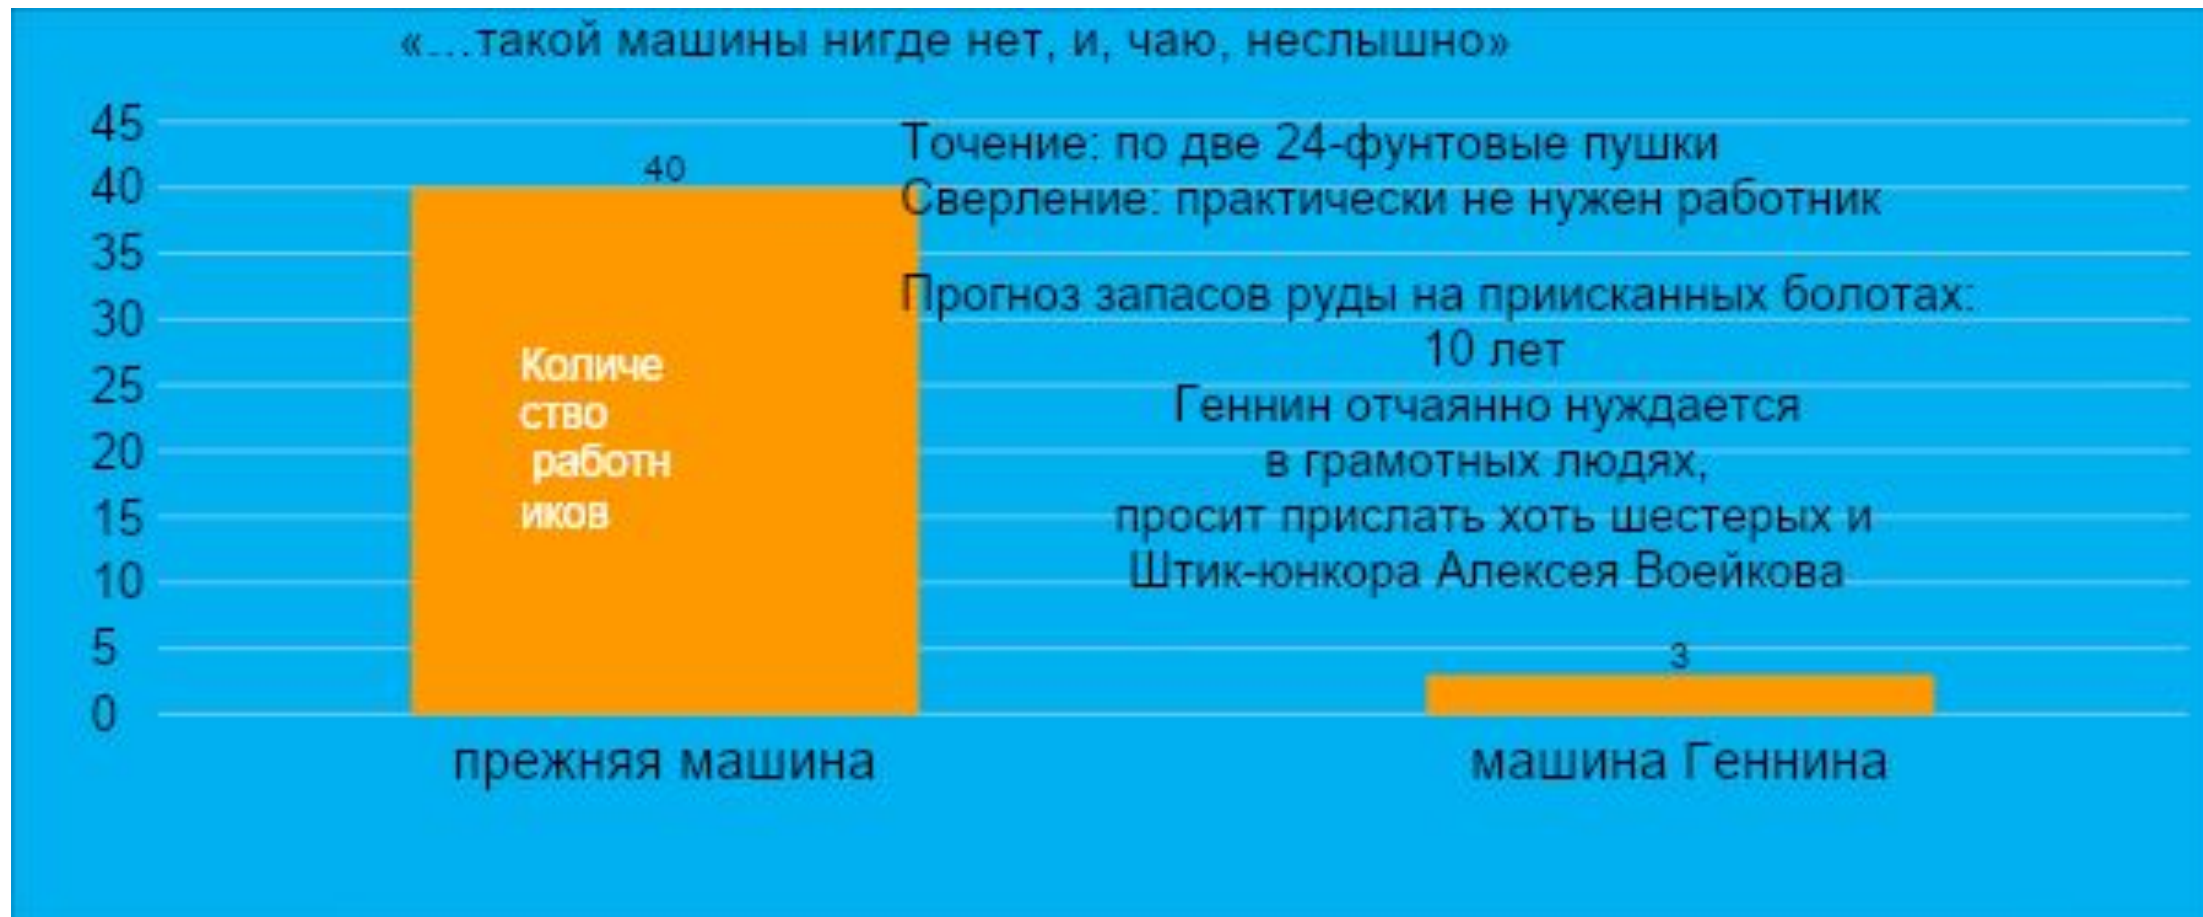 «...такой машины нигде нет, и, чаю, неслышно»
45
40
35
30
25
20
15
10
5
0
40
Количе
ство
работн
иков
Точение: по две 24-фунтовые пушки
Сверление: практически не нужен работник
Прогноз запасов руды на приисканных болотах:
10 лет
Геннин отчаянно нуждается
в грамотных людях,
просит прислать хоть шестерых и
Штик-юнкора Алексея Воейкова
3
прежняя машина
машина Геннина